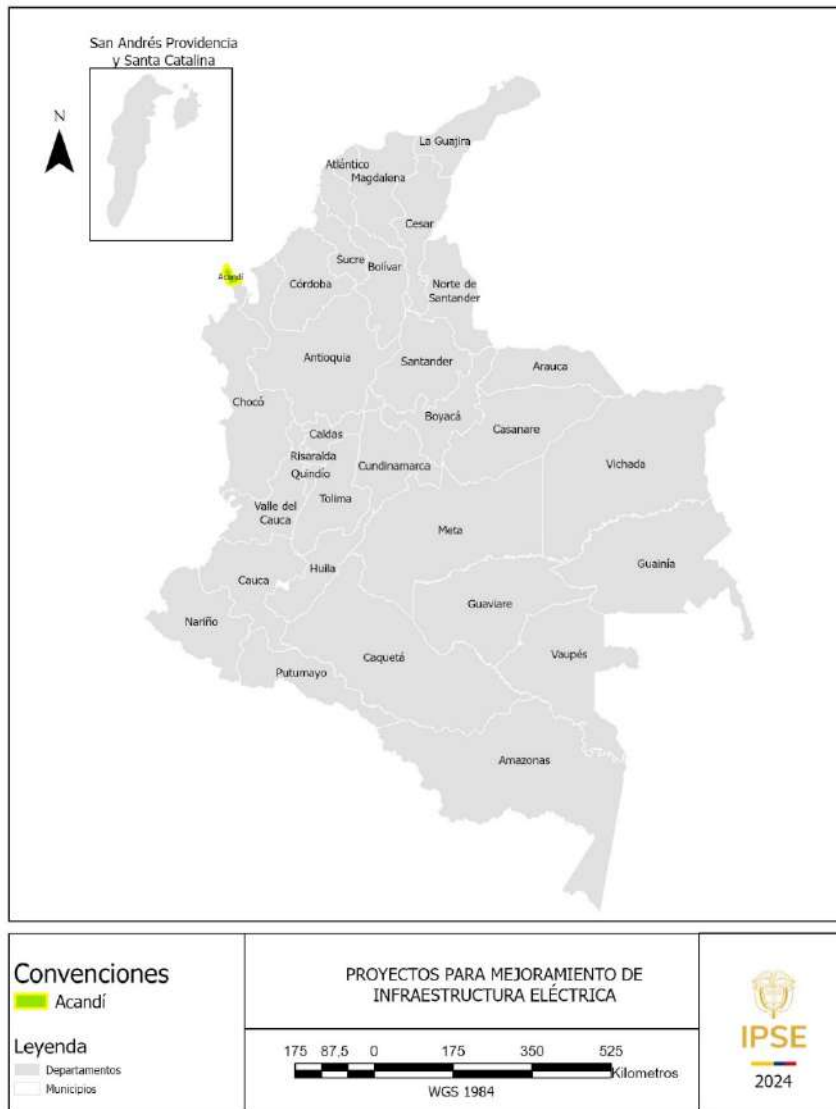 San Andrés Providencia
y Santa Catalina
N
La Guajira
Atlántico
Magdalena
Cesar
Acandí
Sucre
Bolívar
Córdoba
Norte de
Santander
Antioquia
Santander
Arauca
Chocó
Boyacá
Casanare
Caldas
Vichada
Risaralda
Cundinamarca
Quindío
Tolima
Valle del
Cauca
Meta
Guainía
Huila
Cauca
Guaviare
Nariño
Caquetá
Vaupés
Putumayo
Amazonas
Convenciones
Acandí
Leyenda
Departamentos
Municipios
PROYECTOS PARA MEJORAMIENTO DE
INFRAESTRUCTURA ELÉCTRICA
175 87,5 0 175 350 525
Kilometros
WGS 1984
IPSE
2024